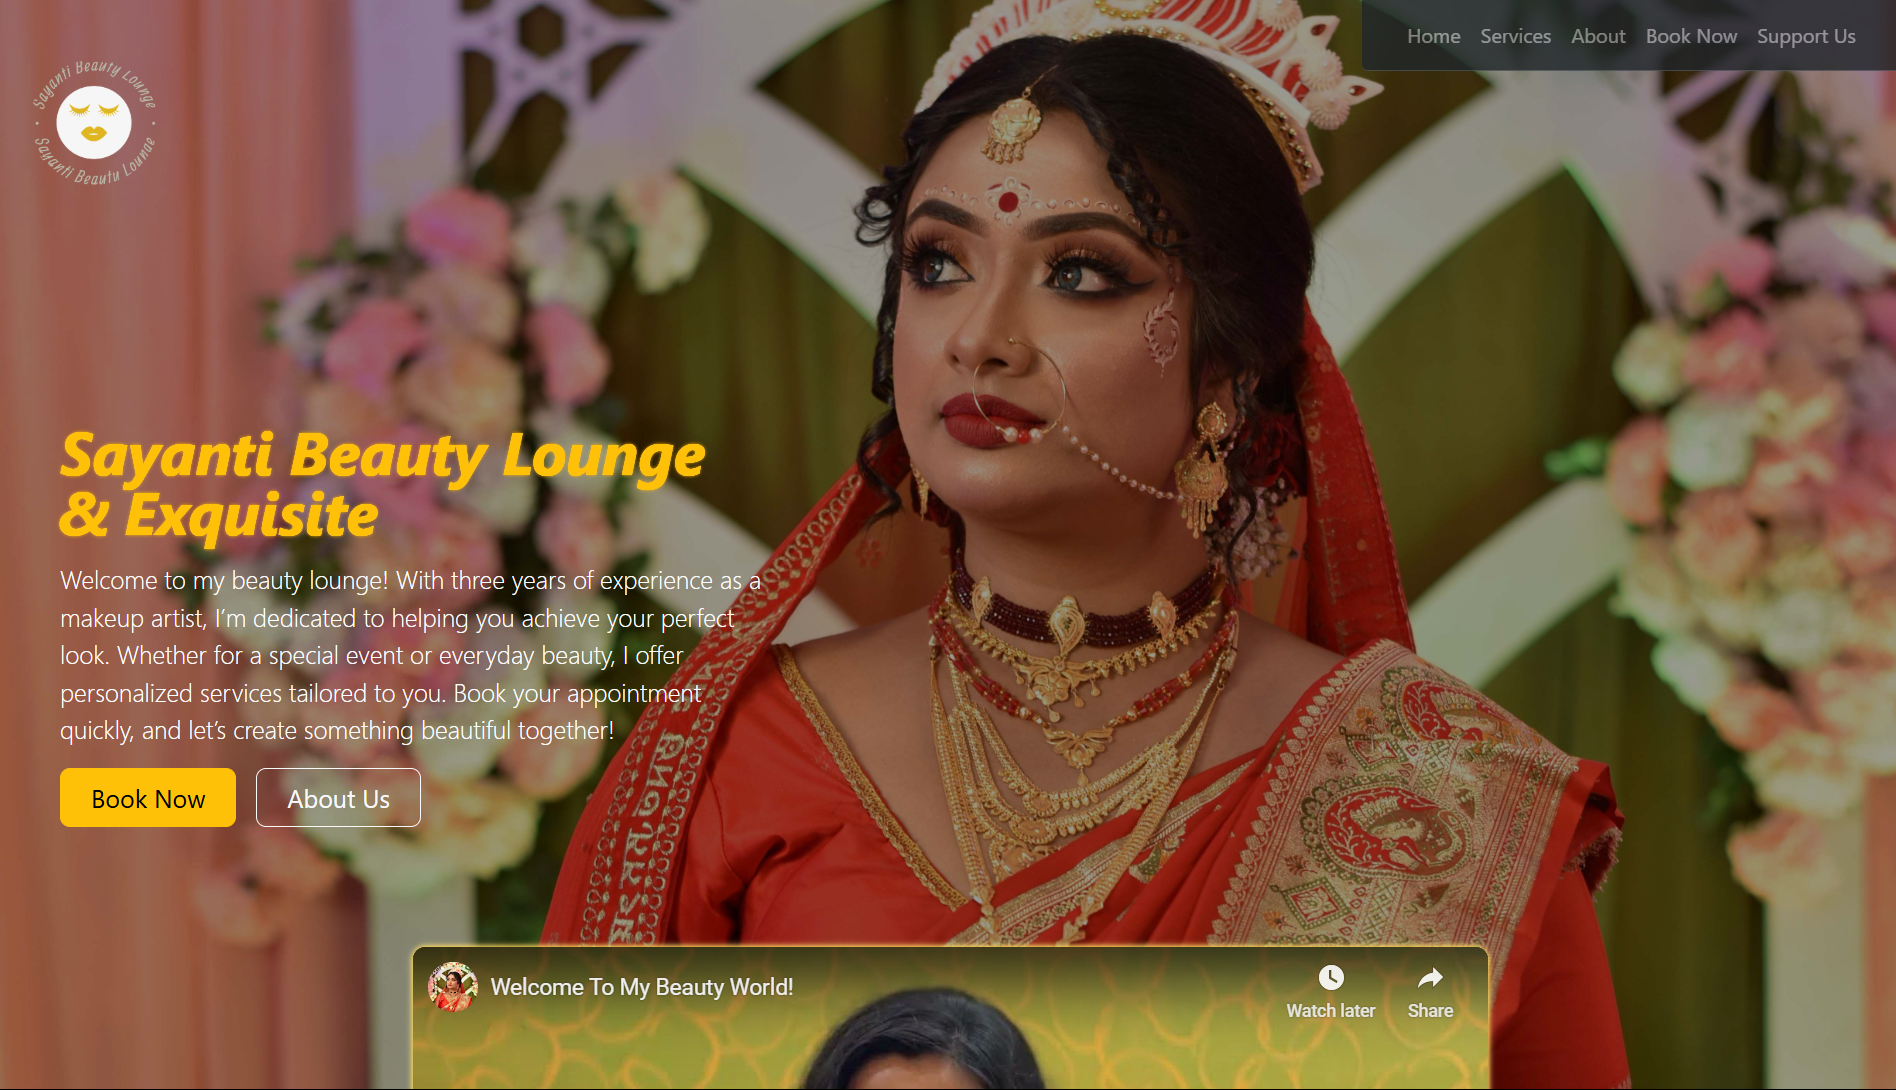 Home Services About Book Now Support Us
Sayanti Beauty Lounge
Sayanti Beauty Lounge
Sayanti Beauty Lounge
& Exquisite
Welcome to my beauty lounge! With three years of experience as a
makeup artist, I’m dedicated to helping you achieve your perfect
look. Whether for a special event or everyday beauty, I offer
personalized services tailored to you. Book your appointment
quickly, and let’s create something beautiful together!
Book Now About Us
Welcome To My Beauty World!
Watch later Share